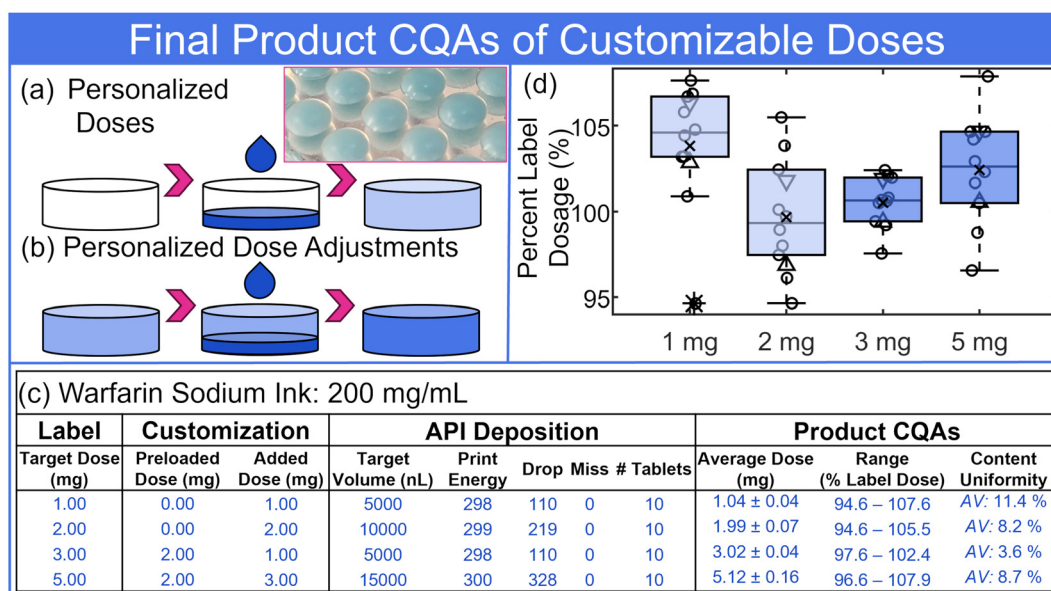 Final Product CQAs of Customizable Doses
(a) Personalized
Doses
(b) Personalized Dose Adjustments
(d)
Percent Label
Dosage (%)
105
100
95
1 mg 2 mg 3 mg 5 mg
(c) Warfarin Sodium Ink: 200 mg/mL
Label Customization API Deposition Product CQAs
Target Dose (mg) Preloaded Dose (mg) Added Dose (mg) Target Volume (nL) Print Energy Drop Miss # Tablets Average Dose (mg) Range (% Label Dose) Content Uniformity
1.00 0.00 1.00 5000 298 110 0 10 1.04 ± 0.04 94.6 – 107.6 AV: 11.4 %
2.00 0.00 2.00 10000 299 219 0 10 1.99 ± 0.07 94.6 – 105.5 AV: 8.2 %
3.00 2.00 1.00 5000 298 110 0 10 3.02 ± 0.04 97.6 – 102.4 AV: 3.6 %
5.00 2.00 3.00 15000 300 328 0 10 5.12 ± 0.16 96.6 – 107.9 AV: 8.7 %